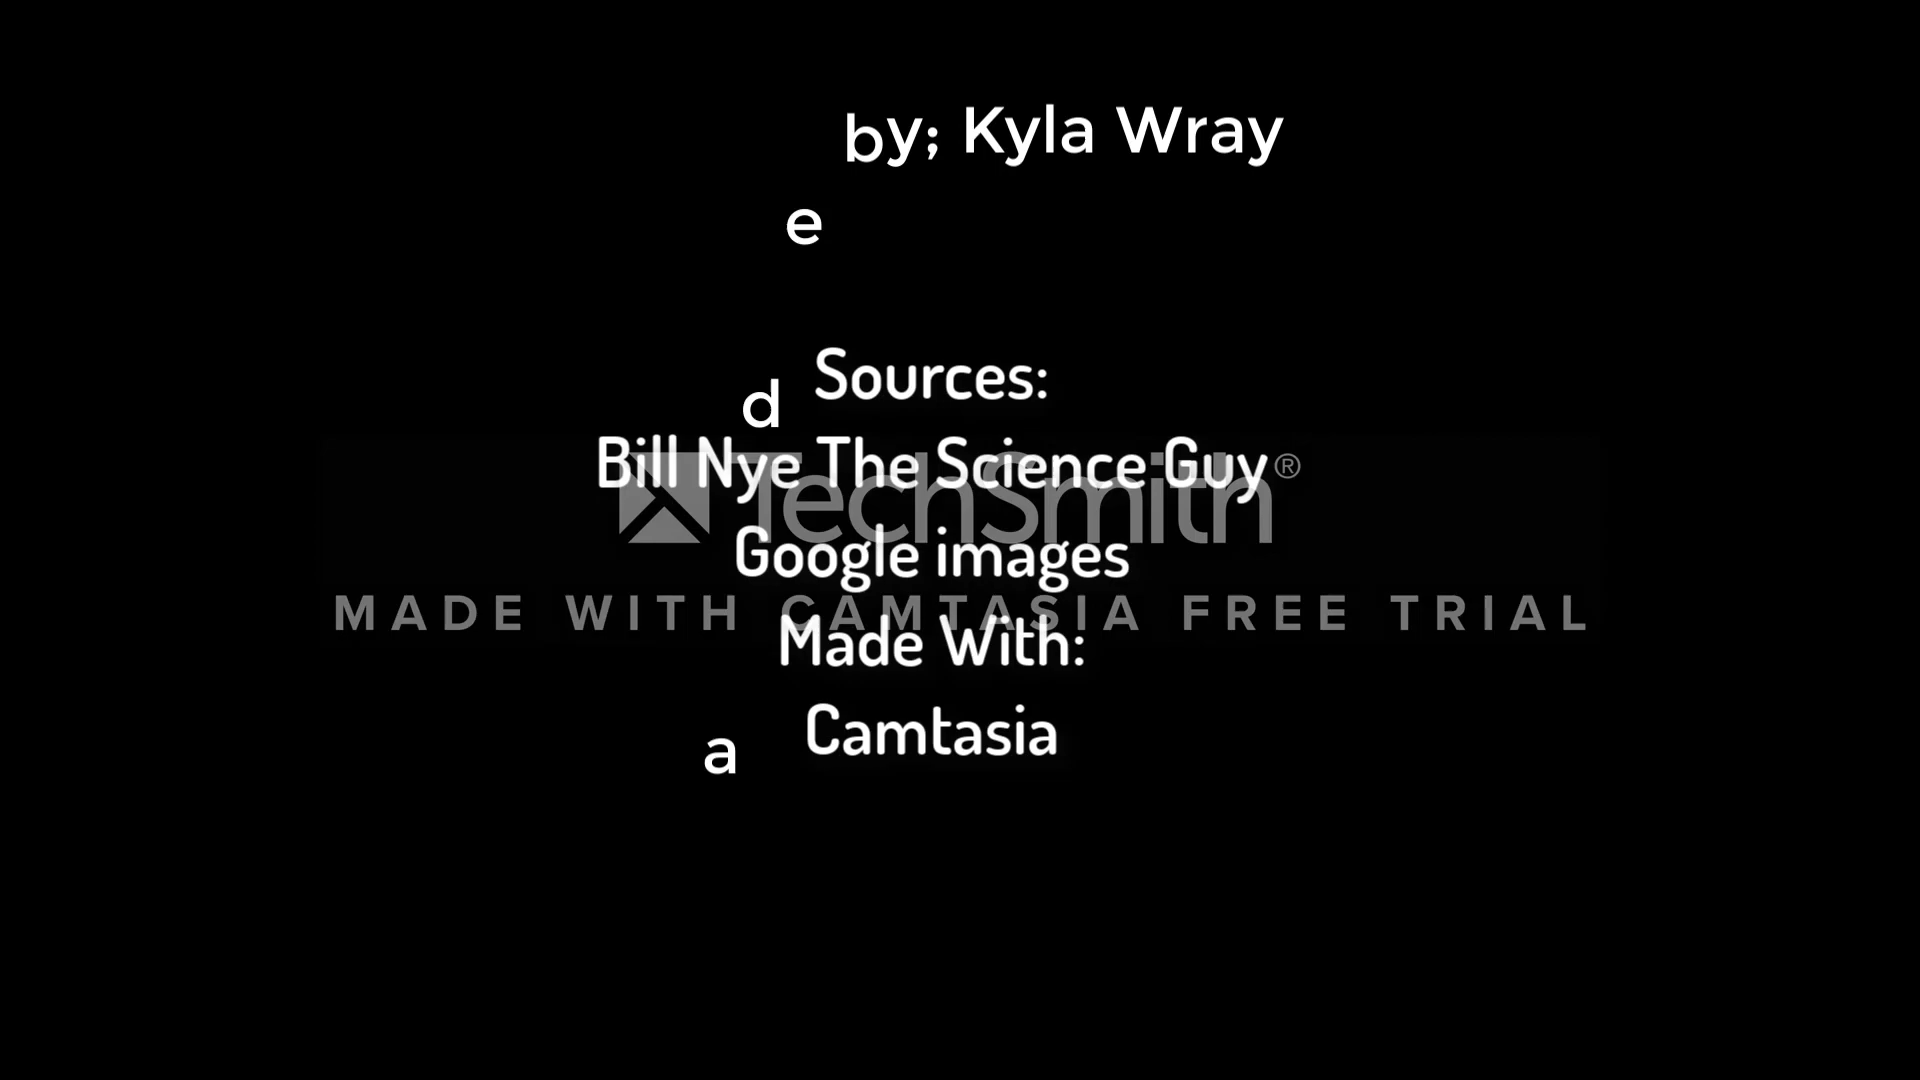 by; Kyla Wray
e
Sources:
d
Bill Nye The Science Guy
TechSmith®
Google images
MADE WITH CAMTASIA FREE TRIAL
Made With:
Camtasia
a